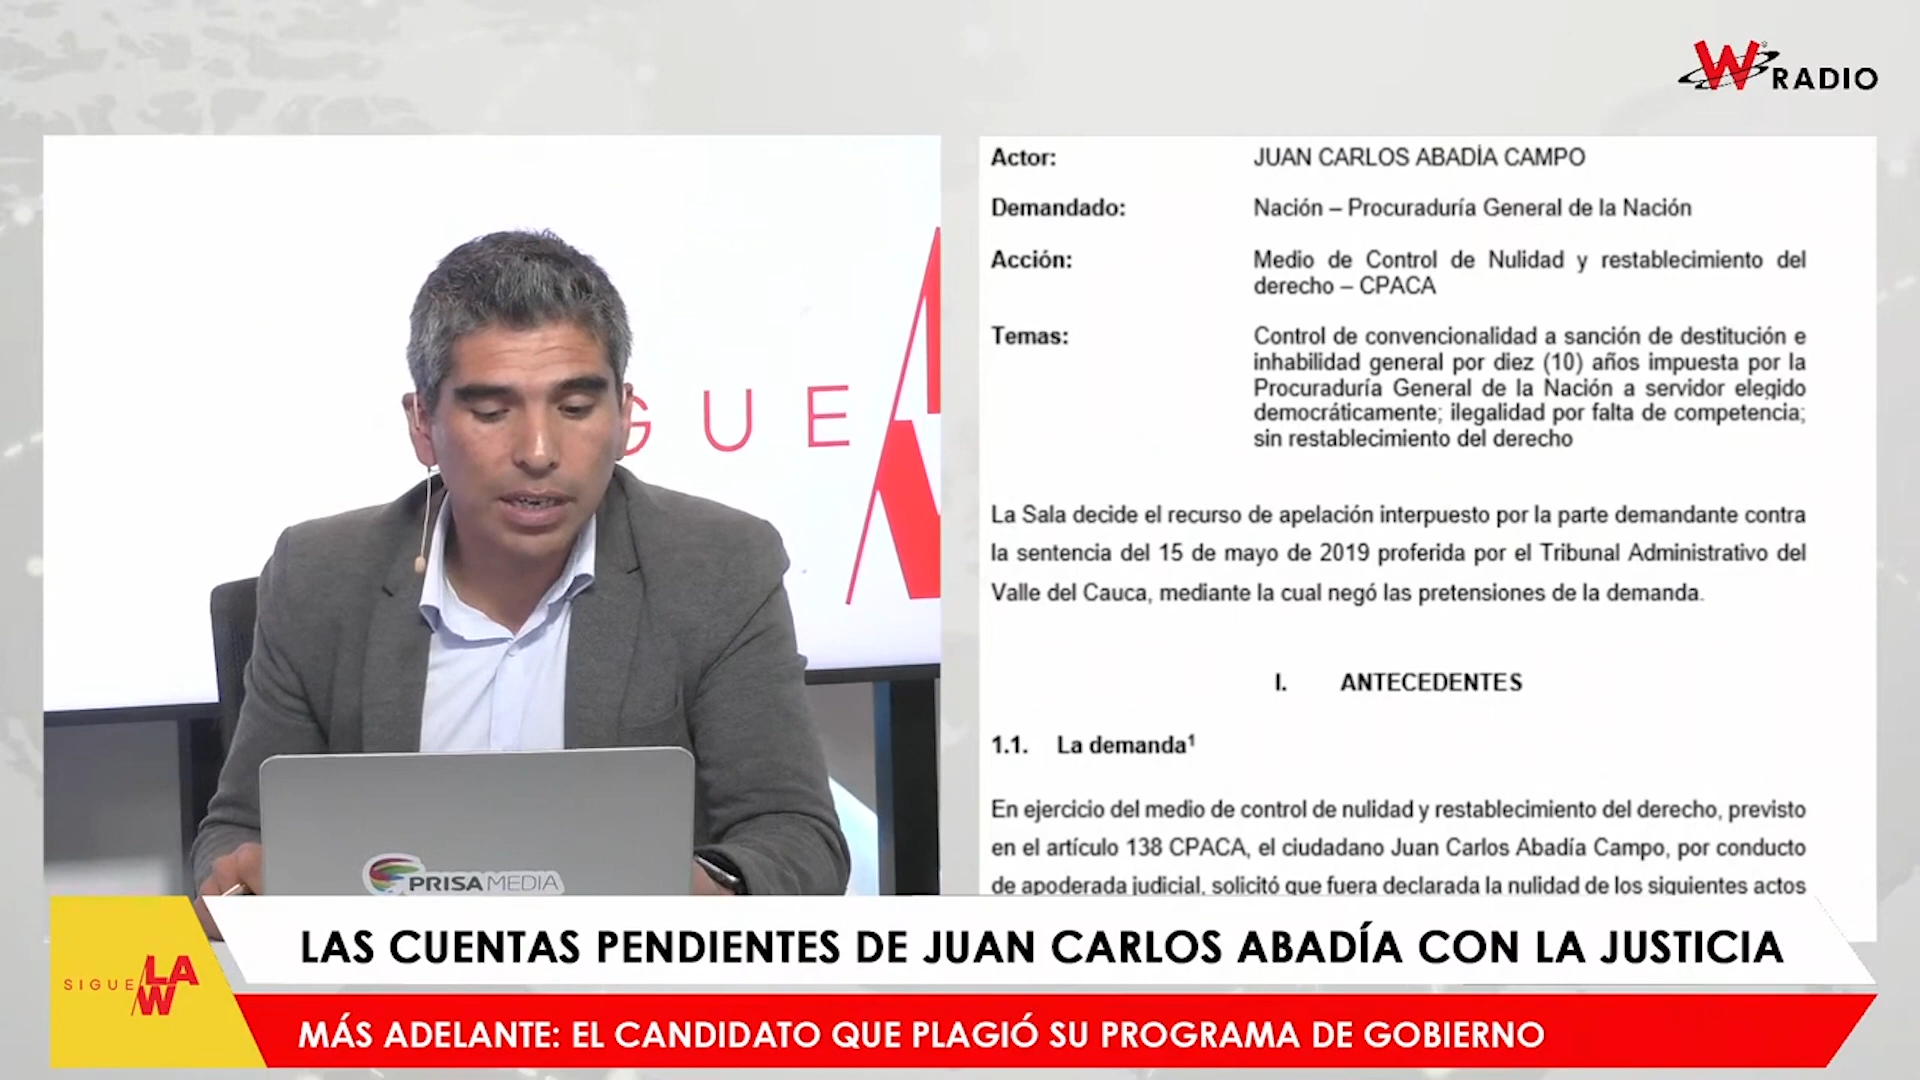 W RADIO
GUE
PRISA MEDIA
Actor: JUAN CARLOS ABADÍA CAMPO
Demandado: Nación – Procuraduría General de la Nación
Acción: Medio de Control de Nulidad y restablecimiento del
derecho – CPACA
Temas: Control de convencionalidad a sanción de destitución e
inhabilidad general por diez (10) años impuesta por la
Procuraduría General de la Nación a servidor elegido
democráticamente; ilegalidad por falta de competencia;
sin restablecimiento del derecho
La Sala decide el recurso de apelación interpuesto por la parte demandante contra
la sentencia del 15 de mayo de 2019 proferida por el Tribunal Administrativo del
Valle del Cauca, mediante la cual negó las pretensiones de la demanda.
I. ANTECEDENTES
1.1. La demanda¹
En ejercicio del medio de control de nulidad y restablecimiento del derecho, previsto
en el artículo 138 CPACA, el ciudadano Juan Carlos Abadía Campo, por conducto
de apoderada judicial, solicitó que fuera declarada la nulidad de los siguientes actos
SIGUE LA W
LAS CUENTAS PENDIENTES DE JUAN CARLOS ABADÍA CON LA JUSTICIA
MÁS ADELANTE: EL CANDIDATO QUE PLAGIÓ SU PROGRAMA DE GOBIERNO